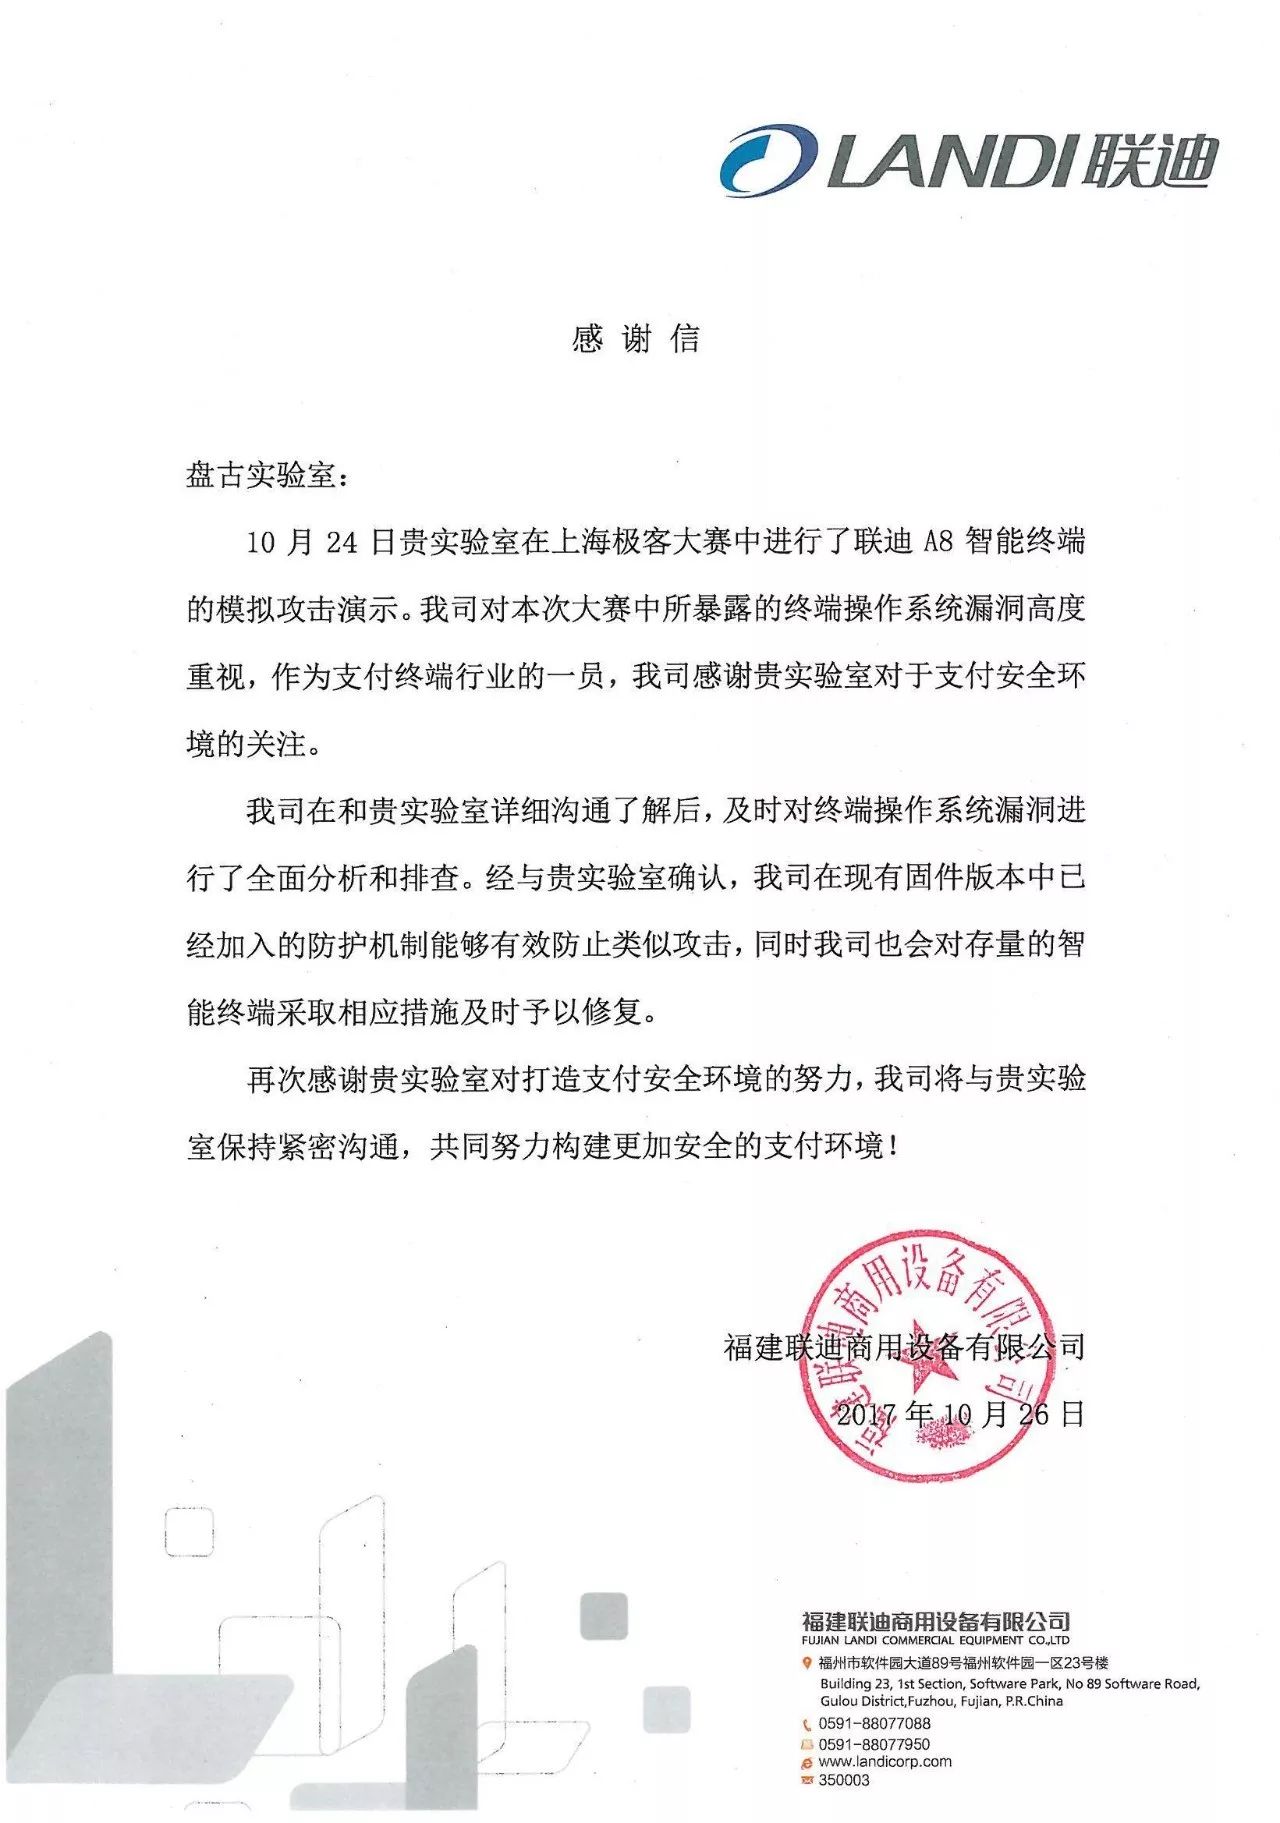 LANDI联迪
感谢信
盘古实验室：
10月24日贵实验室在上海极客大赛中进行了联迪A8智能终端
的模拟攻击演示。我司对本次大赛中所暴露的终端操作系统漏洞高度
重视，作为支付终端行业的一员，我司感谢贵实验室对于支付安全环
境的关注。
我司在和贵实验室详细沟通了解后，及时对终端操作系统漏洞进
行了全面分析和排查。经与贵实验室确认，我司在现有固件版本中已
经加入的防护机制能够有效防止类似攻击，同时我司也会对存量的智
能终端采取相应措施及时予以修复。
再次感谢贵实验室对打造支付安全环境的努力，我司将与贵实验
室保持紧密沟通，共同努力构建更加安全的支付环境！
福建联迪商用设备有限公司
福建联迪商用设备有限公司
2017年10月26日
福建联迪商用设备有限公司
FUJIAN LANDI COMMERCIAL EQUIPMENT CO.,LTD
福州市软件园大道89号福州软件园一区23号楼
Building 23, 1st Section, Software Park, No 89 Software Road,
Gulou District,Fuzhou, Fujian, P.R.China
0591-88077088
0591-88077950
www.landicorp.com
350003